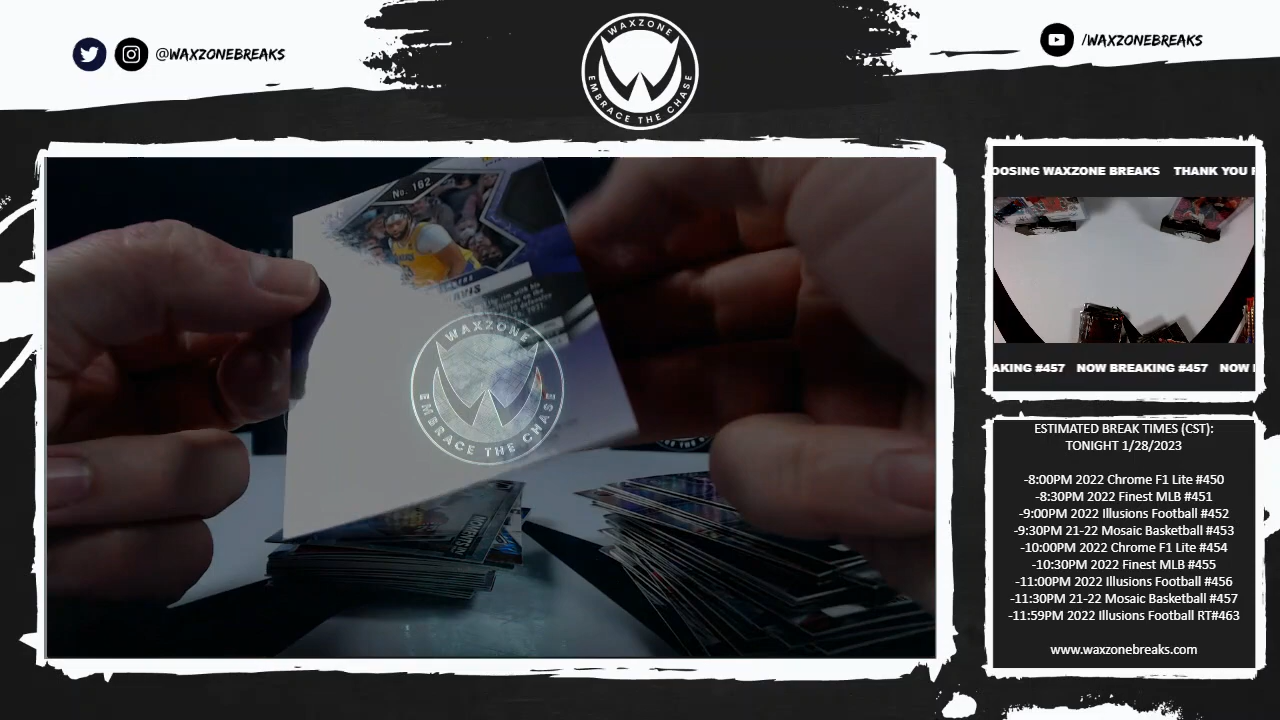 @WAXZONEBREAKS
WAXZONE
EMBRACE THE CHASE
/WAXZONEBREAKS
No. 162
WAXZONE
EMBRACE THE CHASE
OSING WAXZONE BREAKS THANK YOU
AKING #457 NOW BREAKING #457 NOW
ESTIMATED BREAK TIMES (CST):
TONIGHT 1/28/2023
-8:00PM 2022 Chrome F1 Lite #450
-8:30PM 2022 Finest MLB #451
-9:00PM 2022 Illusions Football #452
-9:30PM 21-22 Mosaic Basketball #453
-10:00PM 2022 Chrome F1 Lite #454
-10:30PM 2022 Finest MLB #455
-11:00PM 2022 Illusions Football #456
-11:30PM 21-22 Mosaic Basketball #457
-11:59PM 2022 Illusions Football RT#463
www.waxzonebreaks.com